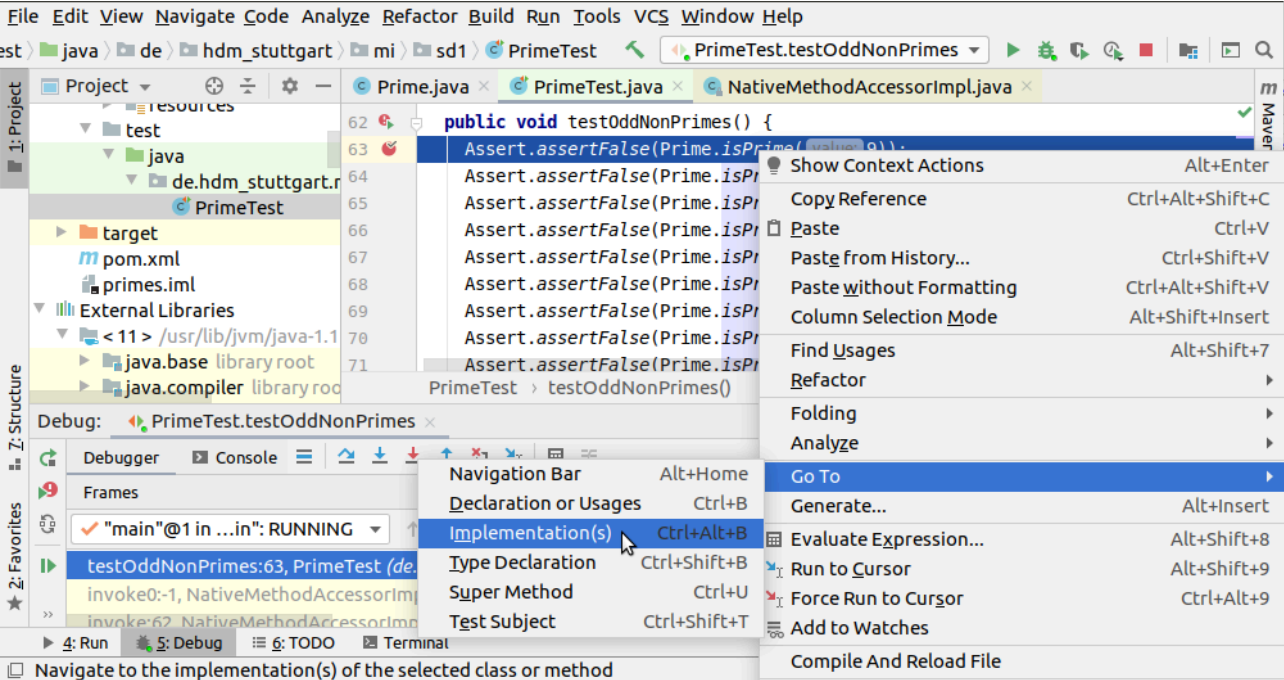 File Edit View Navigate Code Analyze Refactor Build Run Tools VCS Window Help
est java de hdm_stuttgart mi sd1 PrimeTest PrimeTest.testOddNonPrimes
1: Project
Project
resources
test
java
de.hdm_stuttgart.r
PrimeTest
target
pom.xml
primes.iml
External Libraries
< 11 > /usr/lib/jvm/java-1.1
java.base library root
java.compiler library roo
Prime.java × PrimeTest.java × NativeMethodAccessorImpl.java ×
62 public void testOddNonPrimes() {
63 Assert.assertFalse(Prime.isPrime( value: 9));
64 Assert.assertFalse(Prime.isPr
65 Assert.assertFalse(Prime.isPr
66 Assert.assertFalse(Prime.isPr
67 Assert.assertFalse(Prime.isPr
68 Assert.assertFalse(Prime.isPr
69 Assert.assertFalse(Prime.isPr
70 Assert.assertFalse(Prime.isPr
71 Assert.assertFalse(Prime.isPr
PrimeTest › testOddNonPrimes()
Maven
Show Context Actions Alt+Enter
Copy Reference Ctrl+Alt+Shift+C
Paste Ctrl+V
Paste from History... Ctrl+Shift+V
Paste without Formatting Ctrl+Alt+Shift+V
Column Selection Mode Alt+Shift+Insert
Find Usages Alt+Shift+7
Refactor
Folding
Analyze
Go To
Generate... Alt+Insert
Evaluate Expression... Alt+Shift+8
Run to Cursor Alt+Shift+9
Force Run to Cursor Ctrl+Alt+9
Add to Watches
Compile And Reload File
Navigation Bar Alt+Home
Declaration or Usages Ctrl+B
Implementation(s) Ctrl+Alt+B
Type Declaration Ctrl+Shift+B
Super Method Ctrl+U
Test Subject Ctrl+Shift+T
7: Structure
2: Favorites
Debug: PrimeTest.testOddNonPrimes ×
Debugger Console
Frames
"main"@1 in ...in": RUNNING
testOddNonPrimes:63, PrimeTest (de.
invoke0:-1, NativeMethodAccessorImp
invoke:62, NativeMethodAccessorImp
4: Run 5: Debug 6: TODO Terminal
Navigate to the implementation(s) of the selected class or method